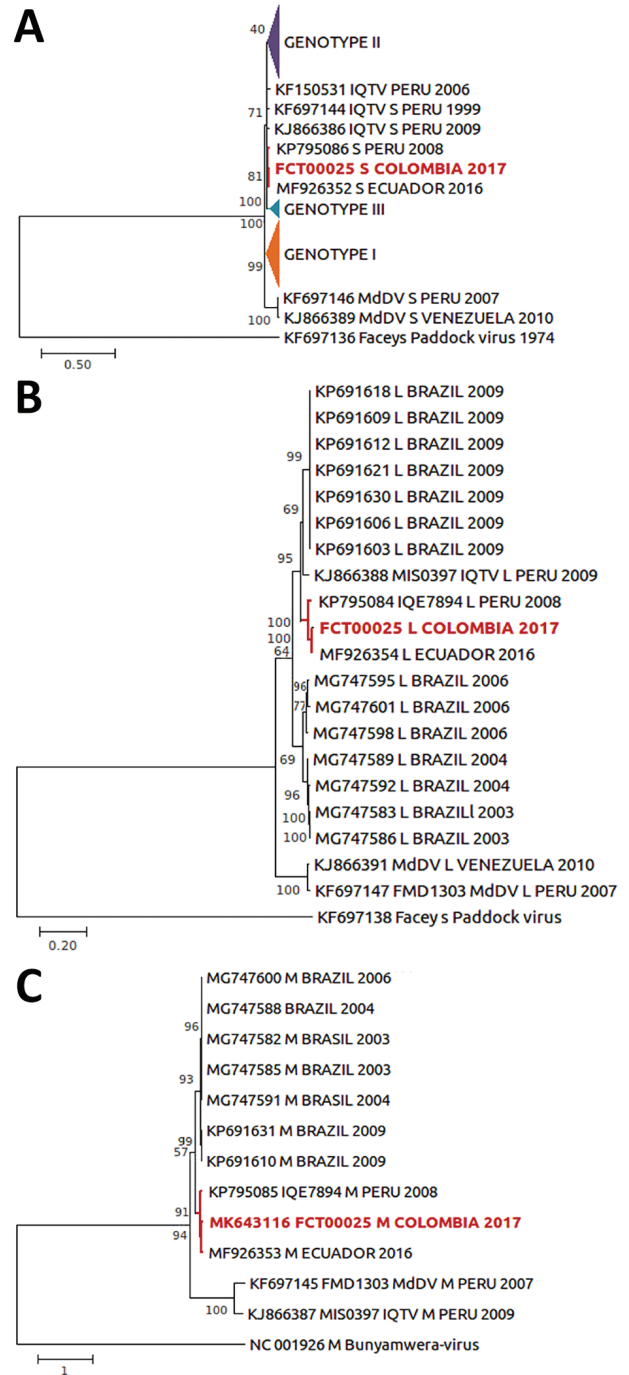 A
40
GENOTYPE II
KF150531 IQTV PERU 2006
71
KF697144 IQTV S PERU 1999
KJ866386 IQTV S PERU 2009
KP795086 S PERU 2008
81
FCT00025 S COLOMBIA 2017
MF926352 S ECUADOR 2016
100
GENOTYPE III
100
GENOTYPE I
99
KF697146 MdDV S PERU 2007
100
KJ866389 MdDV S VENEZUELA 2010
KF697136 Faceys Paddock virus 1974
0.50
B
KP691618 L BRAZIL 2009
KP691609 L BRAZIL 2009
KP691612 L BRAZIL 2009
99
KP691621 L BRAZIL 2009
KP691630 L BRAZIL 2009
69
KP691606 L BRAZIL 2009
KP691603 L BRAZIL 2009
95
KJ866388 MIS0397 IQTV L PERU 2009
KP795084 IQE7894 L PERU 2008
100
FCT00025 L COLOMBIA 2017
100
64
MF926354 L ECUADOR 2016
MG747595 L BRAZIL 2006
96
77
MG747601 L BRAZIL 2006
MG747598 L BRAZIL 2006
69
MG747589 L BRAZIL 2004
MG747592 L BRAZIL 2004
96
MG747583 L BRAZILl 2003
100
MG747586 L BRAZIL 2003
100
KJ866391 MdDV L VENEZUELA 2010
100
KF697147 FMD1303 MdDV L PERU 2007
KF697138 Facey s Paddock virus
0.20
C
MG747600 M BRAZIL 2006
MG747588 BRAZIL 2004
96
MG747582 M BRASIL 2003
MG747585 M BRAZIL 2003
93
MG747591 M BRASIL 2004
KP691631 M BRAZIL 2009
99
57
KP691610 M BRAZIL 2009
KP795085 IQE7894 M PERU 2008
91
MK643116 FCT00025 M COLOMBIA 2017
94
MF926353 M ECUADOR 2016
KF697145 FMD1303 MdDV M PERU 2007
100
KJ866387 MIS0397 IQTV M PERU 2009
NC 001926 M Bunyamwera-virus
1